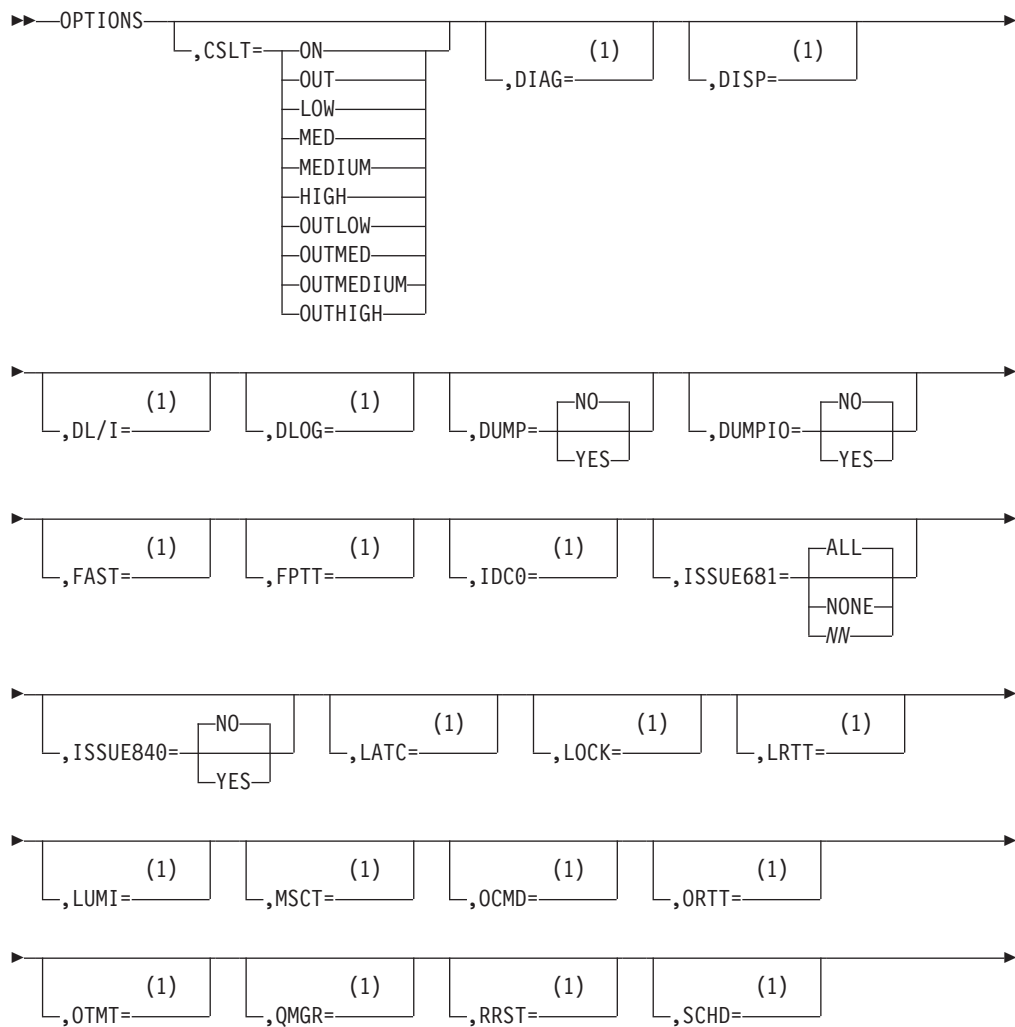 OPTIONS
,CSLT= ON (1) (1)
OUT ,DIAG= ,DISP=
LOW
MED
MEDIUM
HIGH
OUTLOW
OUTMED
OUTMEDIUM
OUTHIGH
(1) (1) NO NO
,DL/I= ,DLOG= ,DUMP= ,DUMPIO=
YES YES
(1) (1) (1) ALL
,FAST= ,FPTT= ,IDC0= ,ISSUE681=
NONE
NN
NO (1) (1) (1)
,ISSUE840= ,LATC= ,LOCK= ,LRTT=
YES
(1) (1) (1) (1)
,LUMI= ,MSCT= ,OCMD= ,ORTT=
(1) (1) (1) (1)
,OTMT= ,QMGR= ,RRST= ,SCHD=